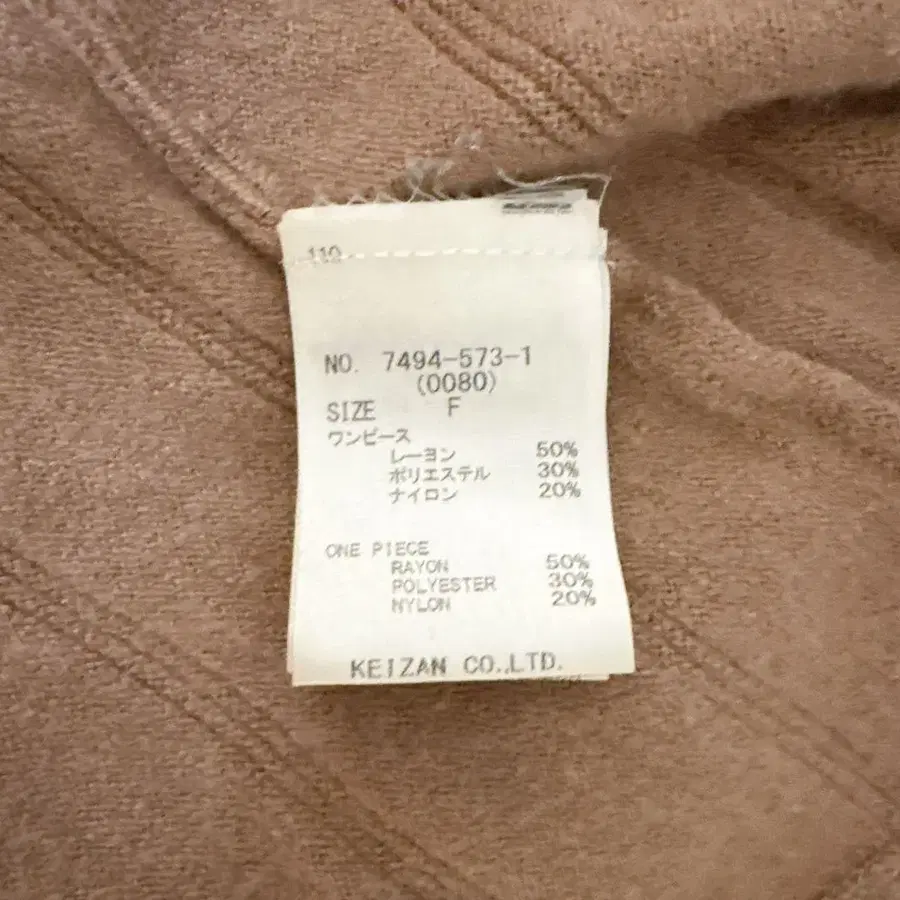 110
NO. 7494-573-1
(0080)
SIZE F
ワンピース
レーヨン 50%
ポリエステル 30%
ナイロン 20%
ONE PIECE
RAYON 50%
POLYESTER 30%
NYLON 20%
KEIZAN CO.,LTD.